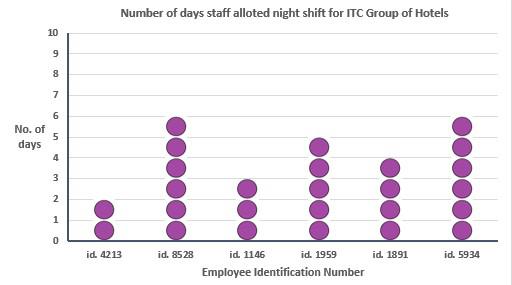 Number of days staff alloted night shift for ITC Group of Hotels
10
9
8
7
6
5
4
3
2
1
0
No. of
days
id. 4213 id. 8528 id. 1146 id. 1959 id. 1891 id. 5934
Employee Identification Number